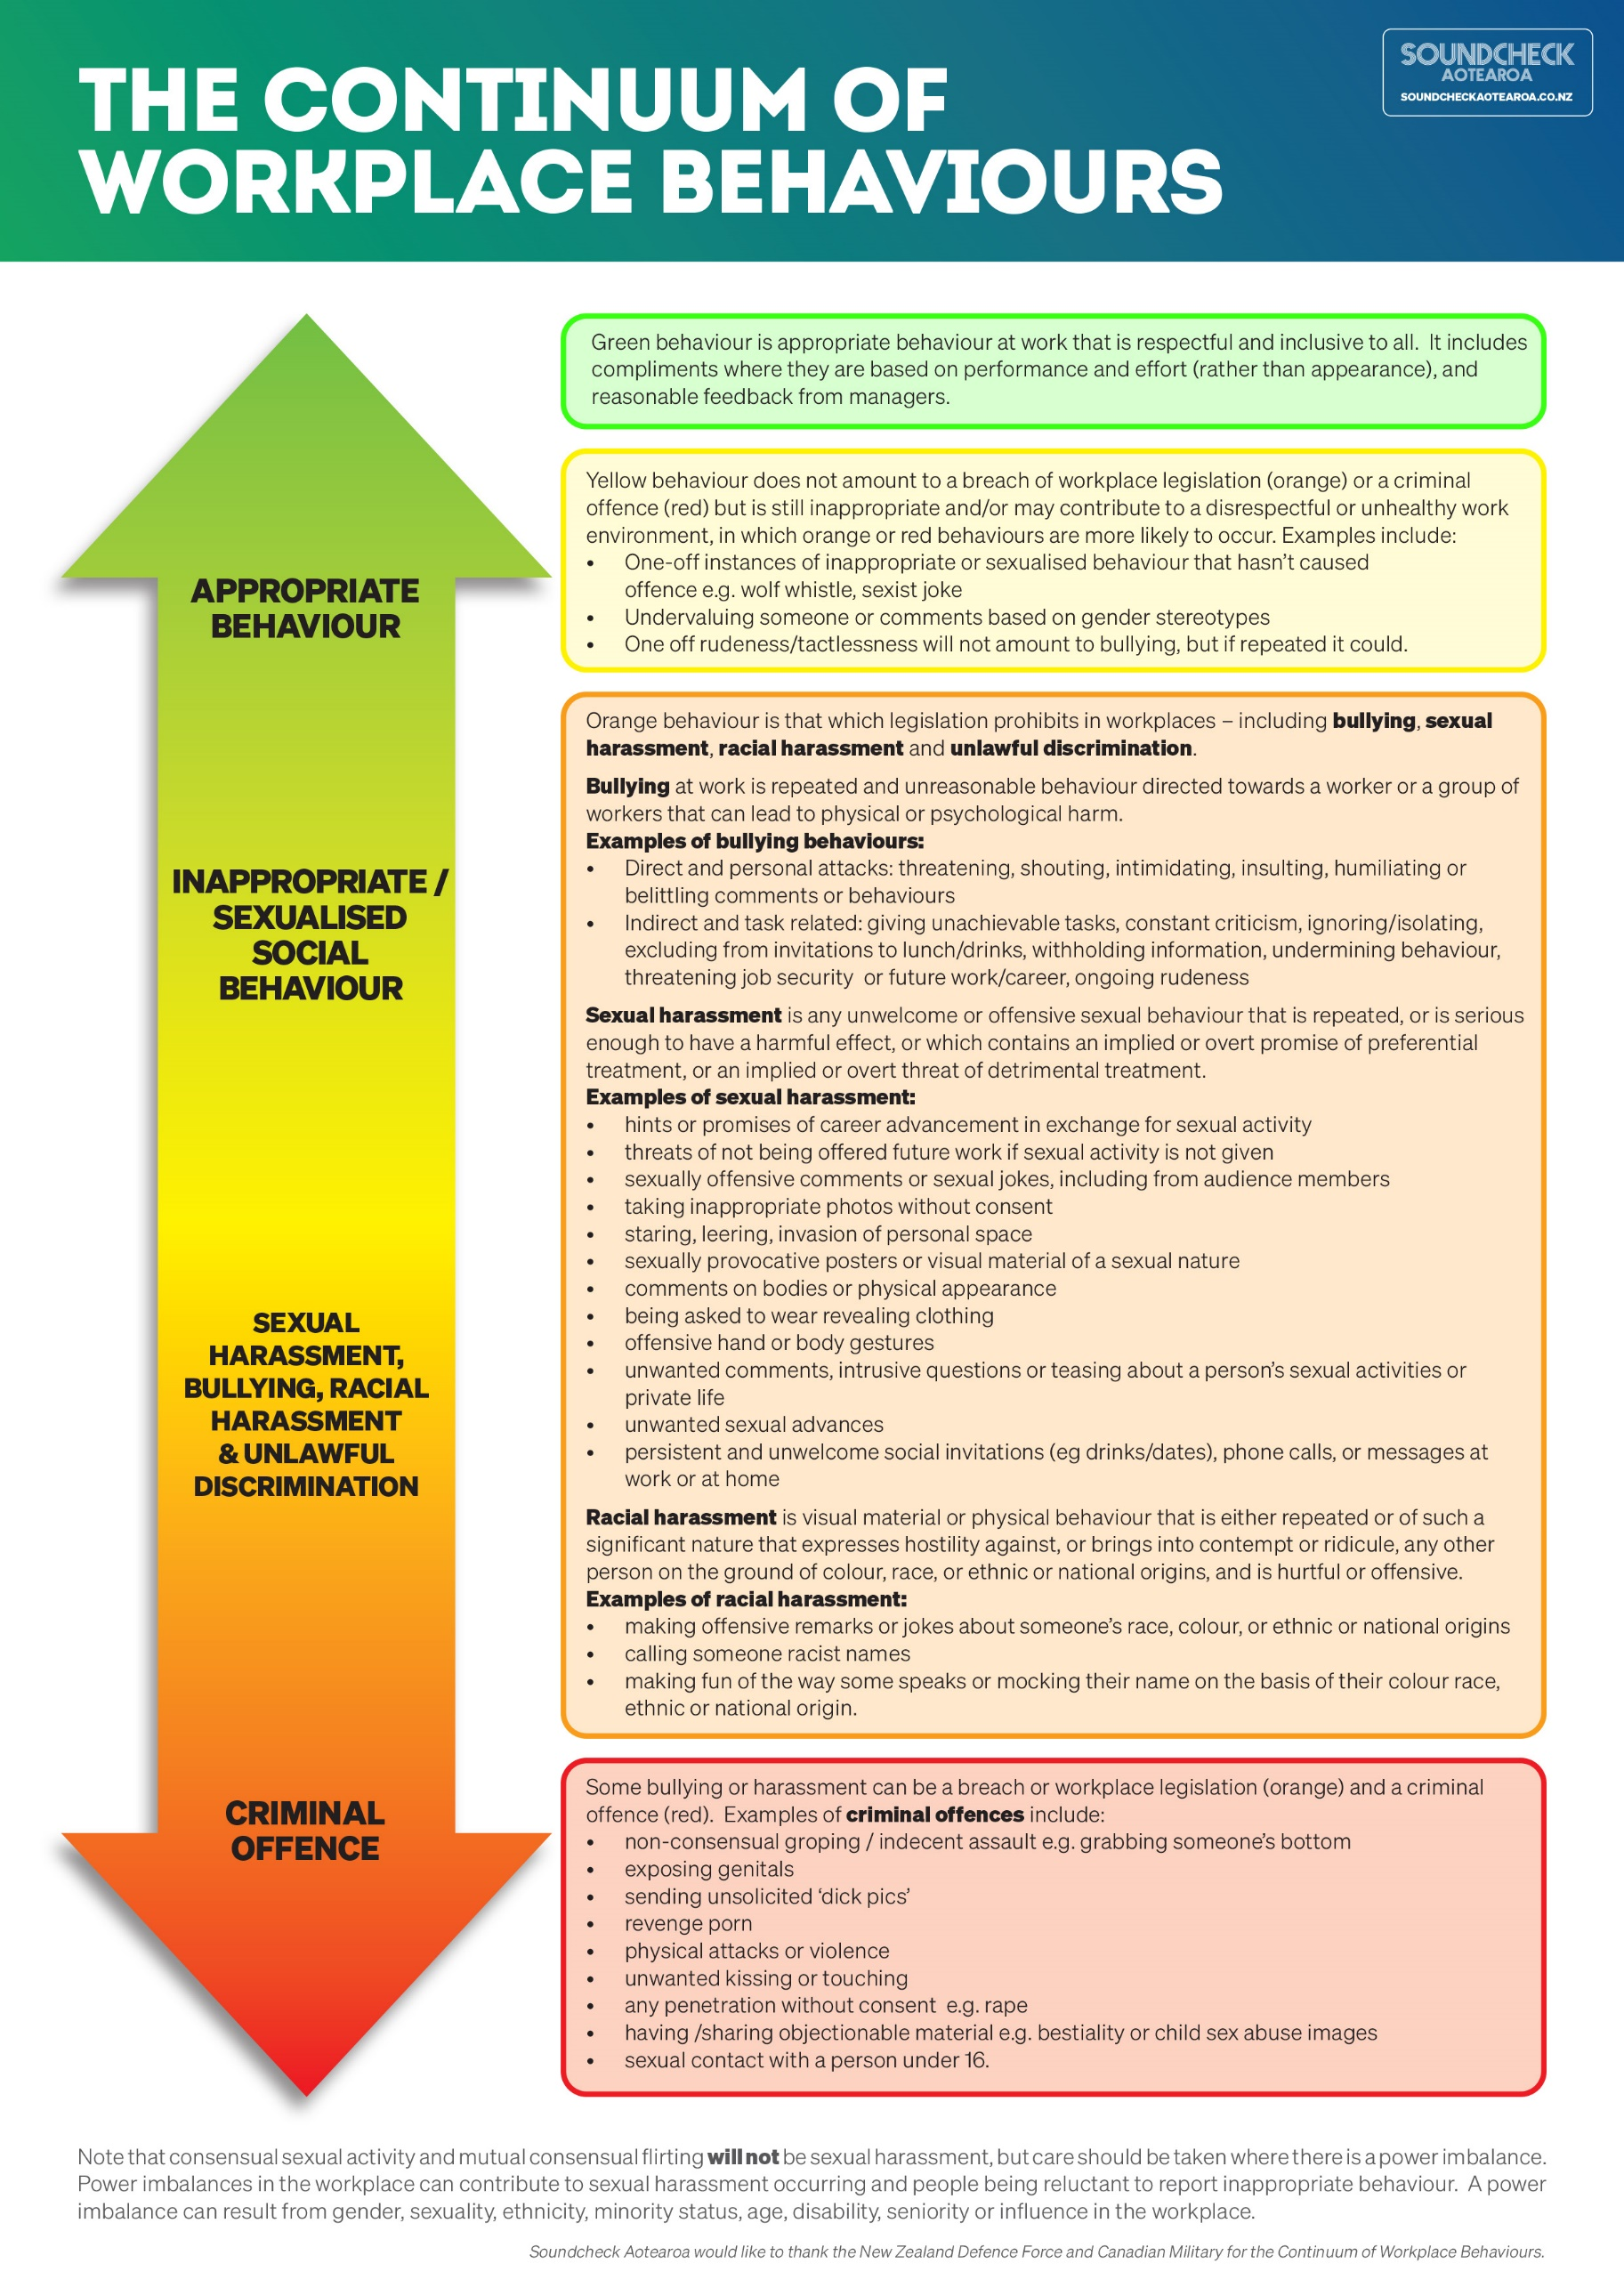 THE CONTINUUM OF
WORKPLACE BEHAVIOURS
SOUNDCHECK
AOTEAROA
SOUNDCHECKAOTEAROA.CO.NZ
APPROPRIATE
BEHAVIOUR
INAPPROPRIATE /
SEXUALISED
SOCIAL
BEHAVIOUR
SEXUAL
HARASSMENT,
BULLYING, RACIAL
HARASSMENT
& UNLAWFUL
DISCRIMINATION
CRIMINAL
OFFENCE
Green behaviour is appropriate behaviour at work that is respectful and inclusive to all. It includes
compliments where they are based on performance and effort (rather than appearance), and
reasonable feedback from managers.
Yellow behaviour does not amount to a breach of workplace legislation (orange) or a criminal
offence (red) but is still inappropriate and/or may contribute to a disrespectful or unhealthy work
environment, in which orange or red behaviours are more likely to occur. Examples include:
• One-off instances of inappropriate or sexualised behaviour that hasn't caused
offence e.g. wolf whistle, sexist joke
• Undervaluing someone or comments based on gender stereotypes
• One off rudeness/tactlessness will not amount to bullying, but if repeated it could.
Orange behaviour is that which legislation prohibits in workplaces – including bullying, sexual
harassment, racial harassment and unlawful discrimination.
Bullying at work is repeated and unreasonable behaviour directed towards a worker or a group of
workers that can lead to physical or psychological harm.
Examples of bullying behaviours:
• Direct and personal attacks: threatening, shouting, intimidating, insulting, humiliating or
belittling comments or behaviours
• Indirect and task related: giving unachievable tasks, constant criticism, ignoring/isolating,
excluding from invitations to lunch/drinks, withholding information, undermining behaviour,
threatening job security or future work/career, ongoing rudeness
Sexual harassment is any unwelcome or offensive sexual behaviour that is repeated, or is serious
enough to have a harmful effect, or which contains an implied or overt promise of preferential
treatment, or an implied or overt threat of detrimental treatment.
Examples of sexual harassment:
• hints or promises of career advancement in exchange for sexual activity
• threats of not being offered future work if sexual activity is not given
• sexually offensive comments or sexual jokes, including from audience members
• taking inappropriate photos without consent
• staring, leering, invasion of personal space
• sexually provocative posters or visual material of a sexual nature
• comments on bodies or physical appearance
• being asked to wear revealing clothing
• offensive hand or body gestures
• unwanted comments, intrusive questions or teasing about a person's sexual activities or
private life
• unwanted sexual advances
• persistent and unwelcome social invitations (eg drinks/dates), phone calls, or messages at
work or at home
Racial harassment is visual material or physical behaviour that is either repeated or of such a
significant nature that expresses hostility against, or brings into contempt or ridicule, any other
person on the ground of colour, race, or ethnic or national origins, and is hurtful or offensive.
Examples of racial harassment:
• making offensive remarks or jokes about someone's race, colour, or ethnic or national origins
• calling someone racist names
• making fun of the way some speaks or mocking their name on the basis of their colour race,
ethnic or national origin.
Some bullying or harassment can be a breach or workplace legislation (orange) and a criminal
offence (red). Examples of criminal offences include:
• non-consensual groping / indecent assault e.g. grabbing someone's bottom
• exposing genitals
• sending unsolicited 'dick pics'
• revenge porn
• physical attacks or violence
• unwanted kissing or touching
• any penetration without consent e.g. rape
• having /sharing objectionable material e.g. bestiality or child sex abuse images
• sexual contact with a person under 16.
Note that consensual sexual activity and mutual consensual flirting will not be sexual harassment, but care should be taken where there is a power imbalance.
Power imbalances in the workplace can contribute to sexual harassment occurring and people being reluctant to report inappropriate behaviour. A power
imbalance can result from gender, sexuality, ethnicity, minority status, age, disability, seniority or influence in the workplace.
Soundcheck Aotearoa would like to thank the New Zealand Defence Force and Canadian Military for the Continuum of Workplace Behaviours.